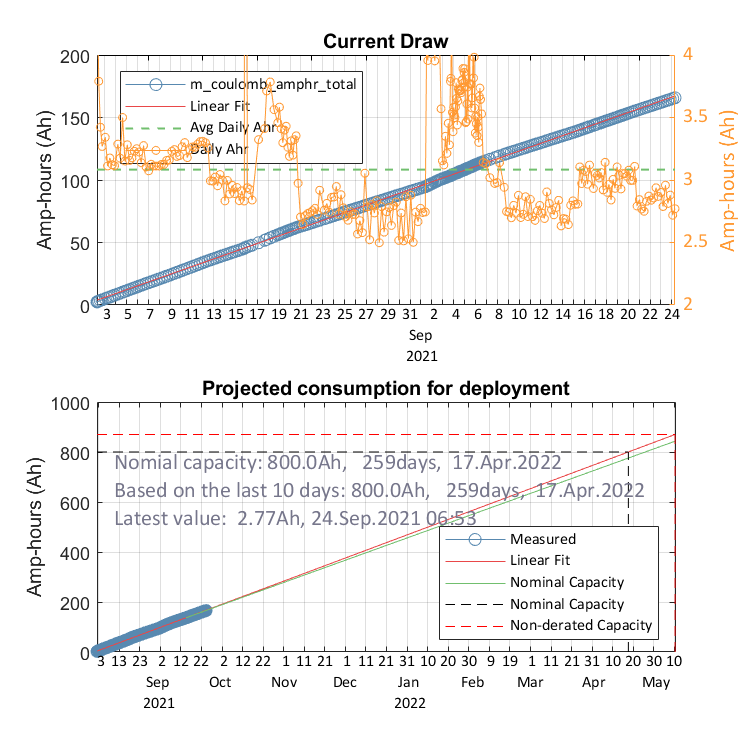 Current Draw
200
150
100
50
0
Amp-hours (Ah)
m_coulomb_amphr_total
Linear Fit
Avg Daily Ahr
Daily Ahr
4
3.5
3
2.5
2
Amp-hours (Ah)
3 5 7 9 11 13 15 17 19 21 23 25 27 29 31 2 4 6 8 10 12 14 16 18 20 22 24
Sep
2021
Projected consumption for deployment
1000
800
600
400
200
0
Amp-hours (Ah)
Nomial capacity: 800.0Ah, 259days, 17.Apr.2022
Based on the last 10 days: 800.0Ah, 259days, 17.Apr.2022
Latest value: 2.77Ah, 24.Sep.2021 06:53
Measured
Linear Fit
Nominal Capacity
Nominal Capacity
Non-derated Capacity
3 13 23 2 12 22 2 12 22 1 11 21 1 11 21 31 10 20 30 9 19 1 11 21 31 10 20 30 10
Sep Oct Nov Dec Jan Feb Mar Apr May
2021 2022